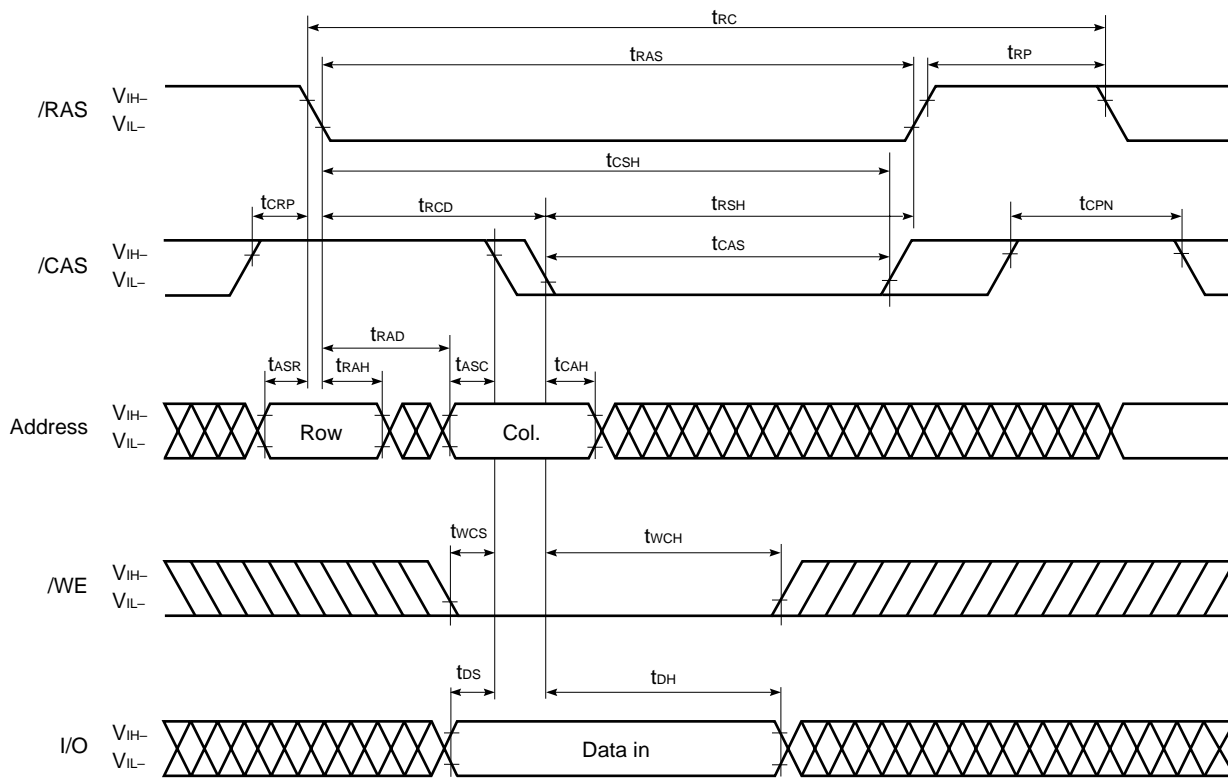 tRC
tRAS
tRP
/RAS
VIH–
VIL–
tCSH
tCRP
tRCD
tRSH
tCPN
/CAS
VIH–
VIL–
tCAS
tRAD
tASR
tRAH
tASC
tCAH
Address
VIH–
VIL–
Row
Col.
tWCS
tWCH
/WE
VIH–
VIL–
tDS
tDH
I/O
VIH–
VIL–
Data in